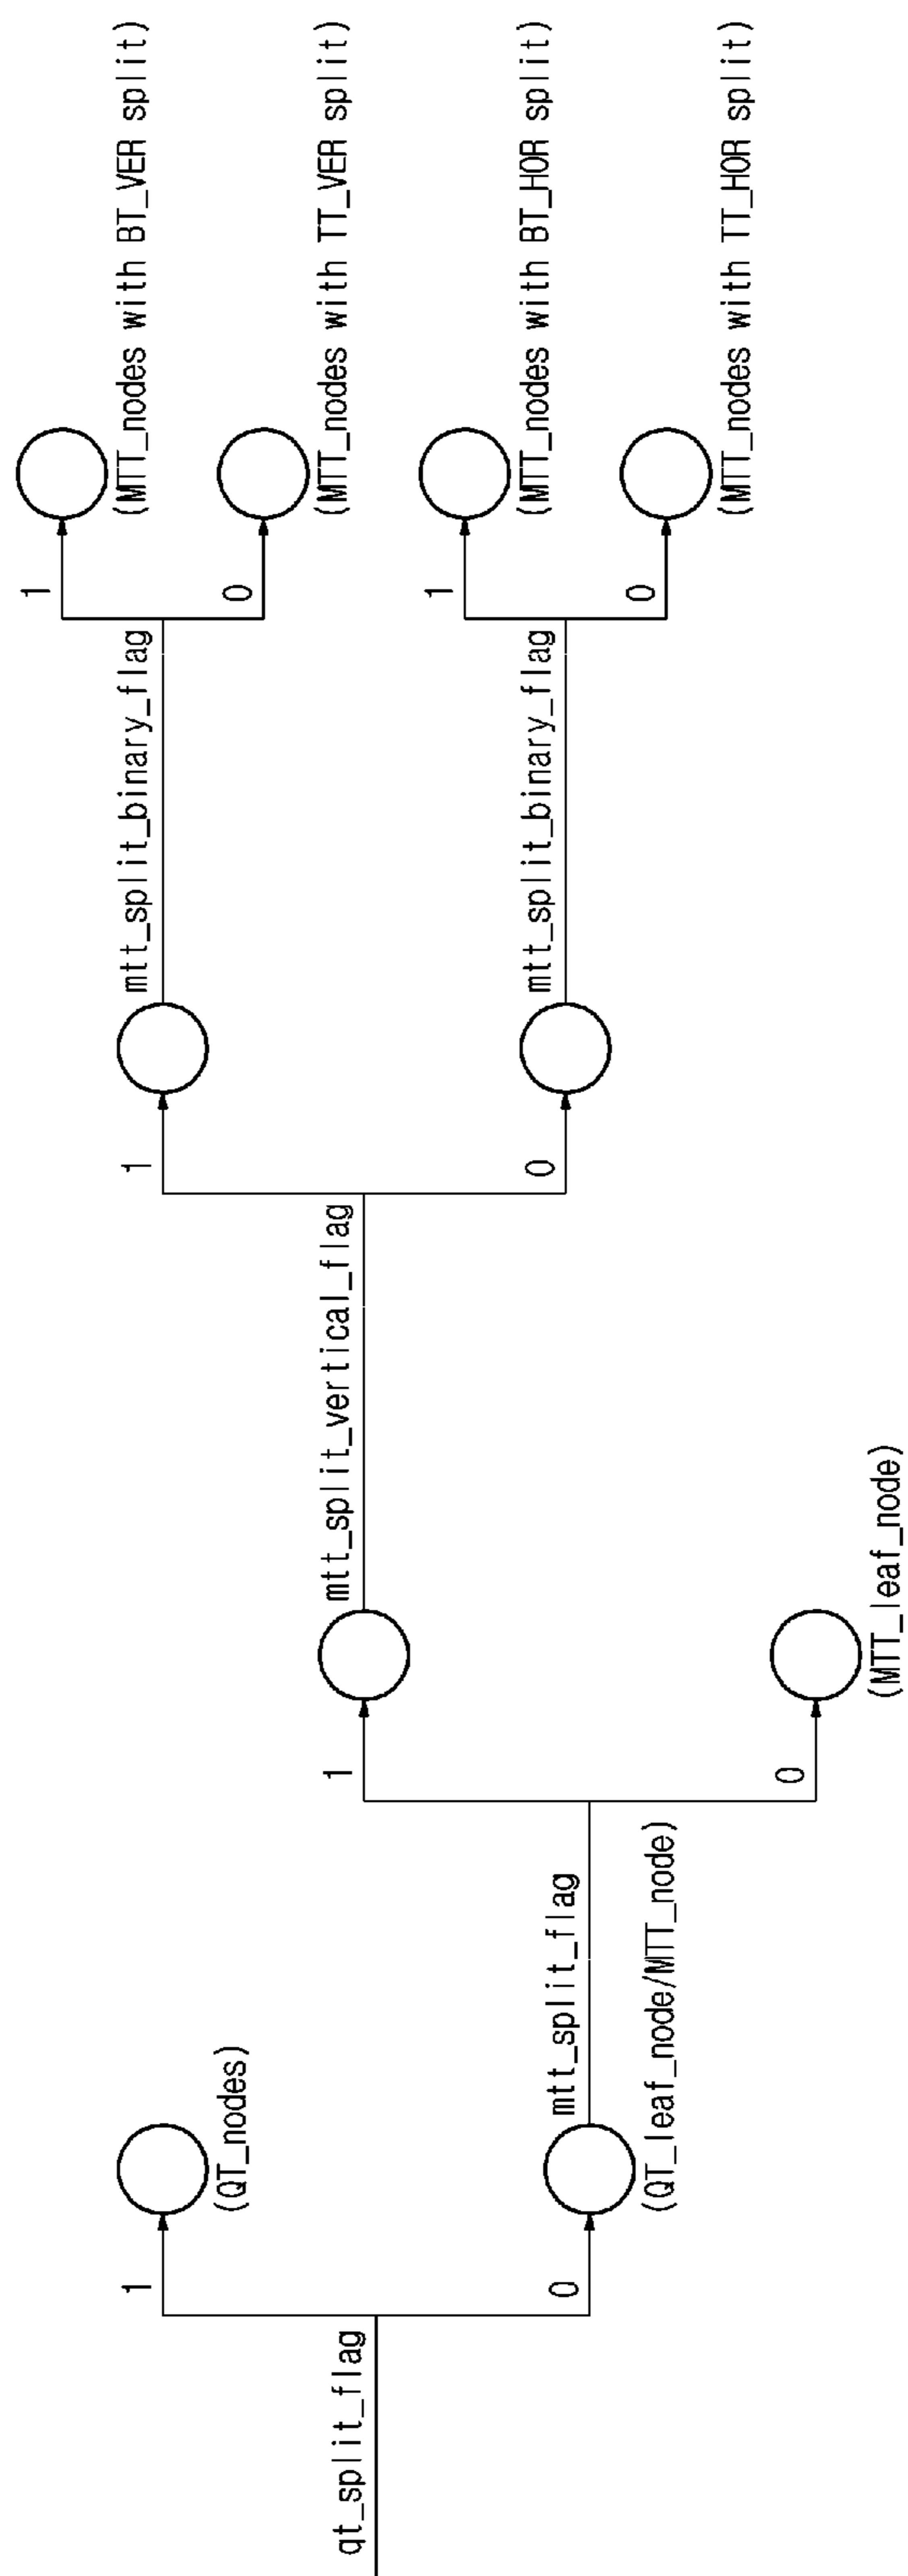 qt_split_flag
1
(QT_nodes)
0
(QT_leaf_node/MTT_node)
mtt_split_flag
1
0
(MTT_leaf_node)
mtt_split_vertical_flag
1
mtt_split_binary_flag
1
(MTT_nodes with BT_VER split)
0
(MTT_nodes with TT_VER split)
0
mtt_split_binary_flag
1
(MTT_nodes with BT_HOR split)
0
(MTT_nodes with TT_HOR split)